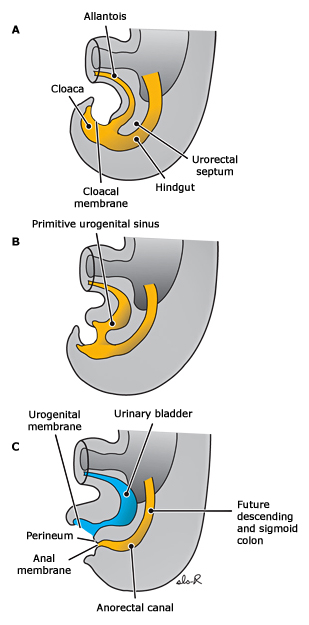 Allantois
A
Cloaca
Urorectal
septum
Hindgut
Cloacal
membrane
Primitive urogenital sinus
B
Urogenital
membrane
Urinary bladder
C
Future
descending
and sigmoid
colon
Perineum
Anal
membrane
Anorectal canal